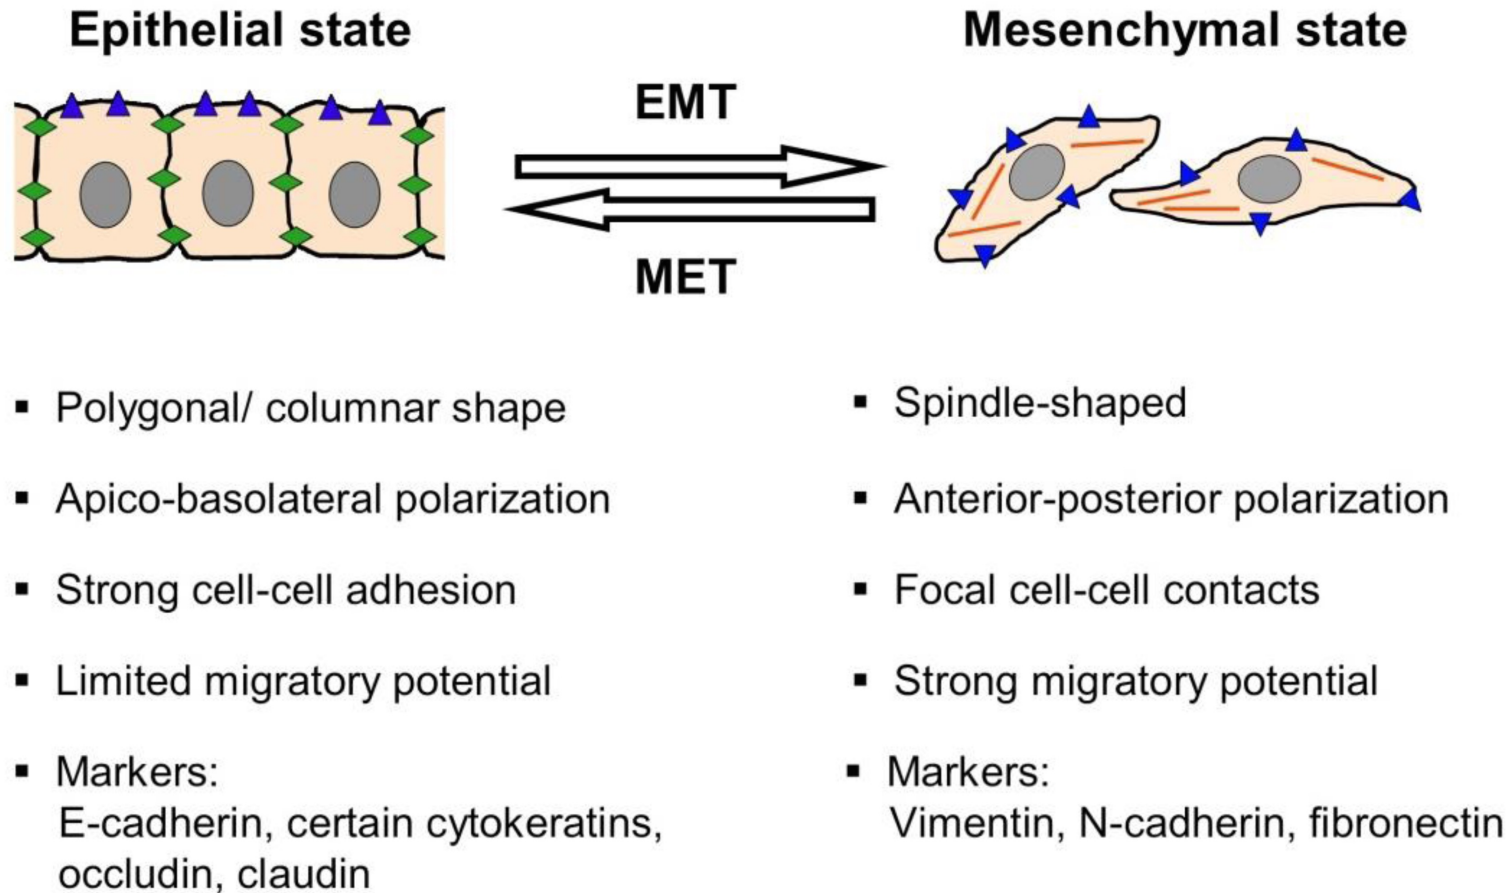 Epithelial state
Mesenchymal state
EMT
MET
▪ Polygonal/ columnar shape
▪ Apico-basolateral polarization
▪ Strong cell-cell adhesion
▪ Limited migratory potential
▪ Markers:
E-cadherin, certain cytokeratins,
occludin, claudin
▪ Spindle-shaped
▪ Anterior-posterior polarization
▪ Focal cell-cell contacts
▪ Strong migratory potential
▪ Markers:
Vimentin, N-cadherin, fibronectin